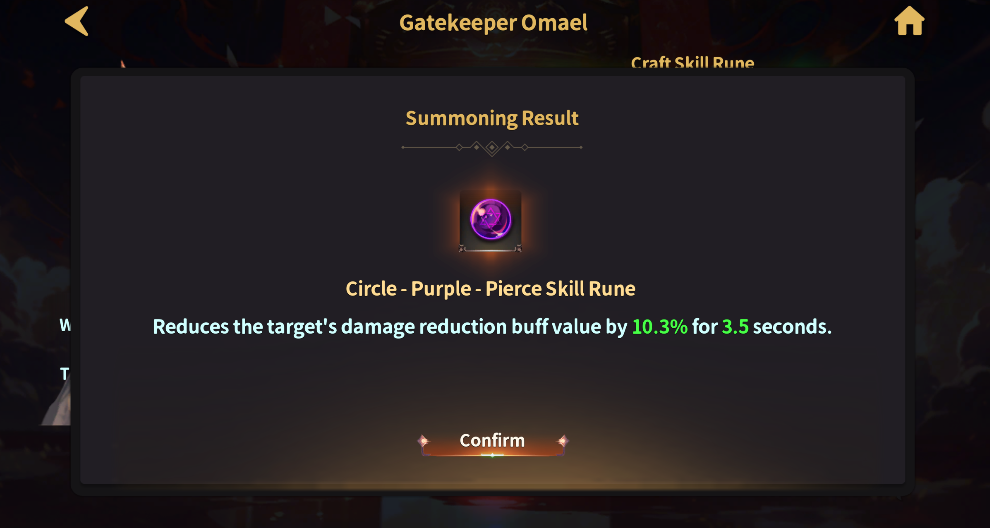 Gatekeeper Omael
Craft Skill Rune
Summoning Result
Circle - Purple - Pierce Skill Rune
Reduces the target's damage reduction buff value by 10.3% for 3.5 seconds.
Confirm